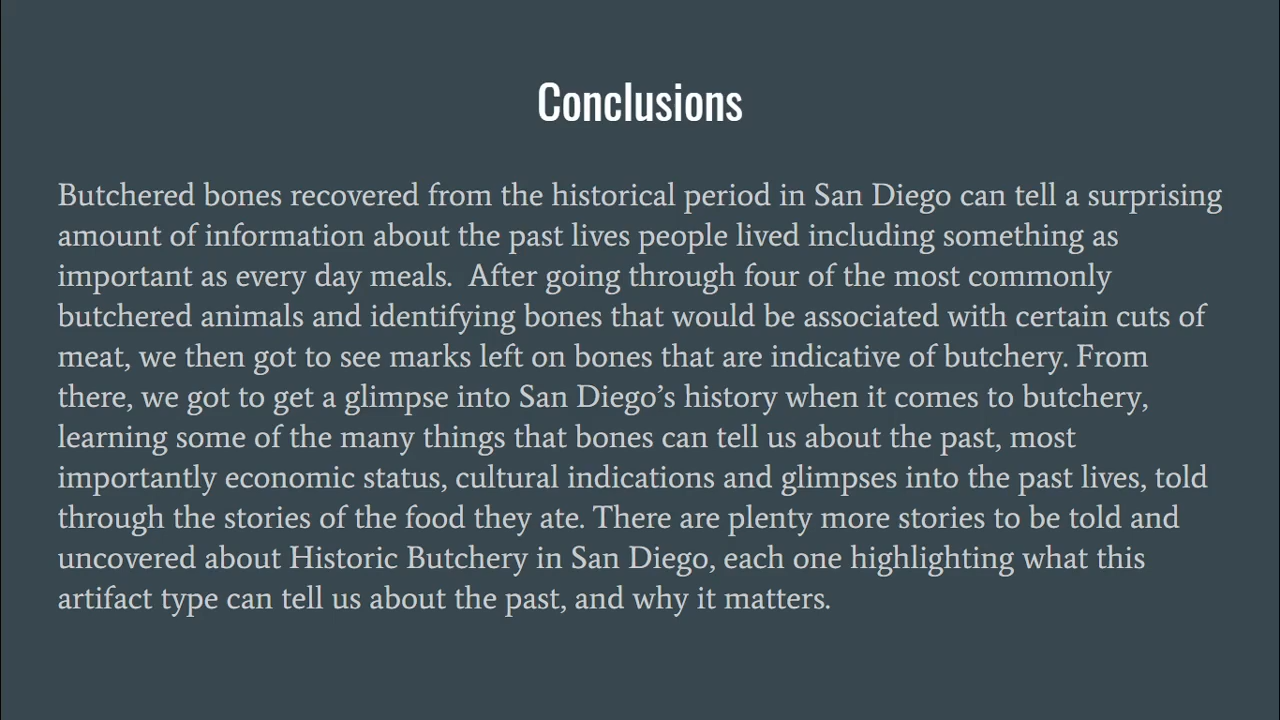 Conclusions
Butchered bones recovered from the historical period in San Diego can tell a surprising
amount of information about the past lives people lived including something as
important as every day meals.  After going through four of the most commonly
butchered animals and identifying bones that would be associated with certain cuts of
meat, we then got to see marks left on bones that are indicative of butchery. From
there, we got to get a glimpse into San Diego’s history when it comes to butchery,
learning some of the many things that bones can tell us about the past, most
importantly economic status, cultural indications and glimpses into the past lives, told
through the stories of the food they ate. There are plenty more stories to be told and
uncovered about Historic Butchery in San Diego, each one highlighting what this
artifact type can tell us about the past, and why it matters.